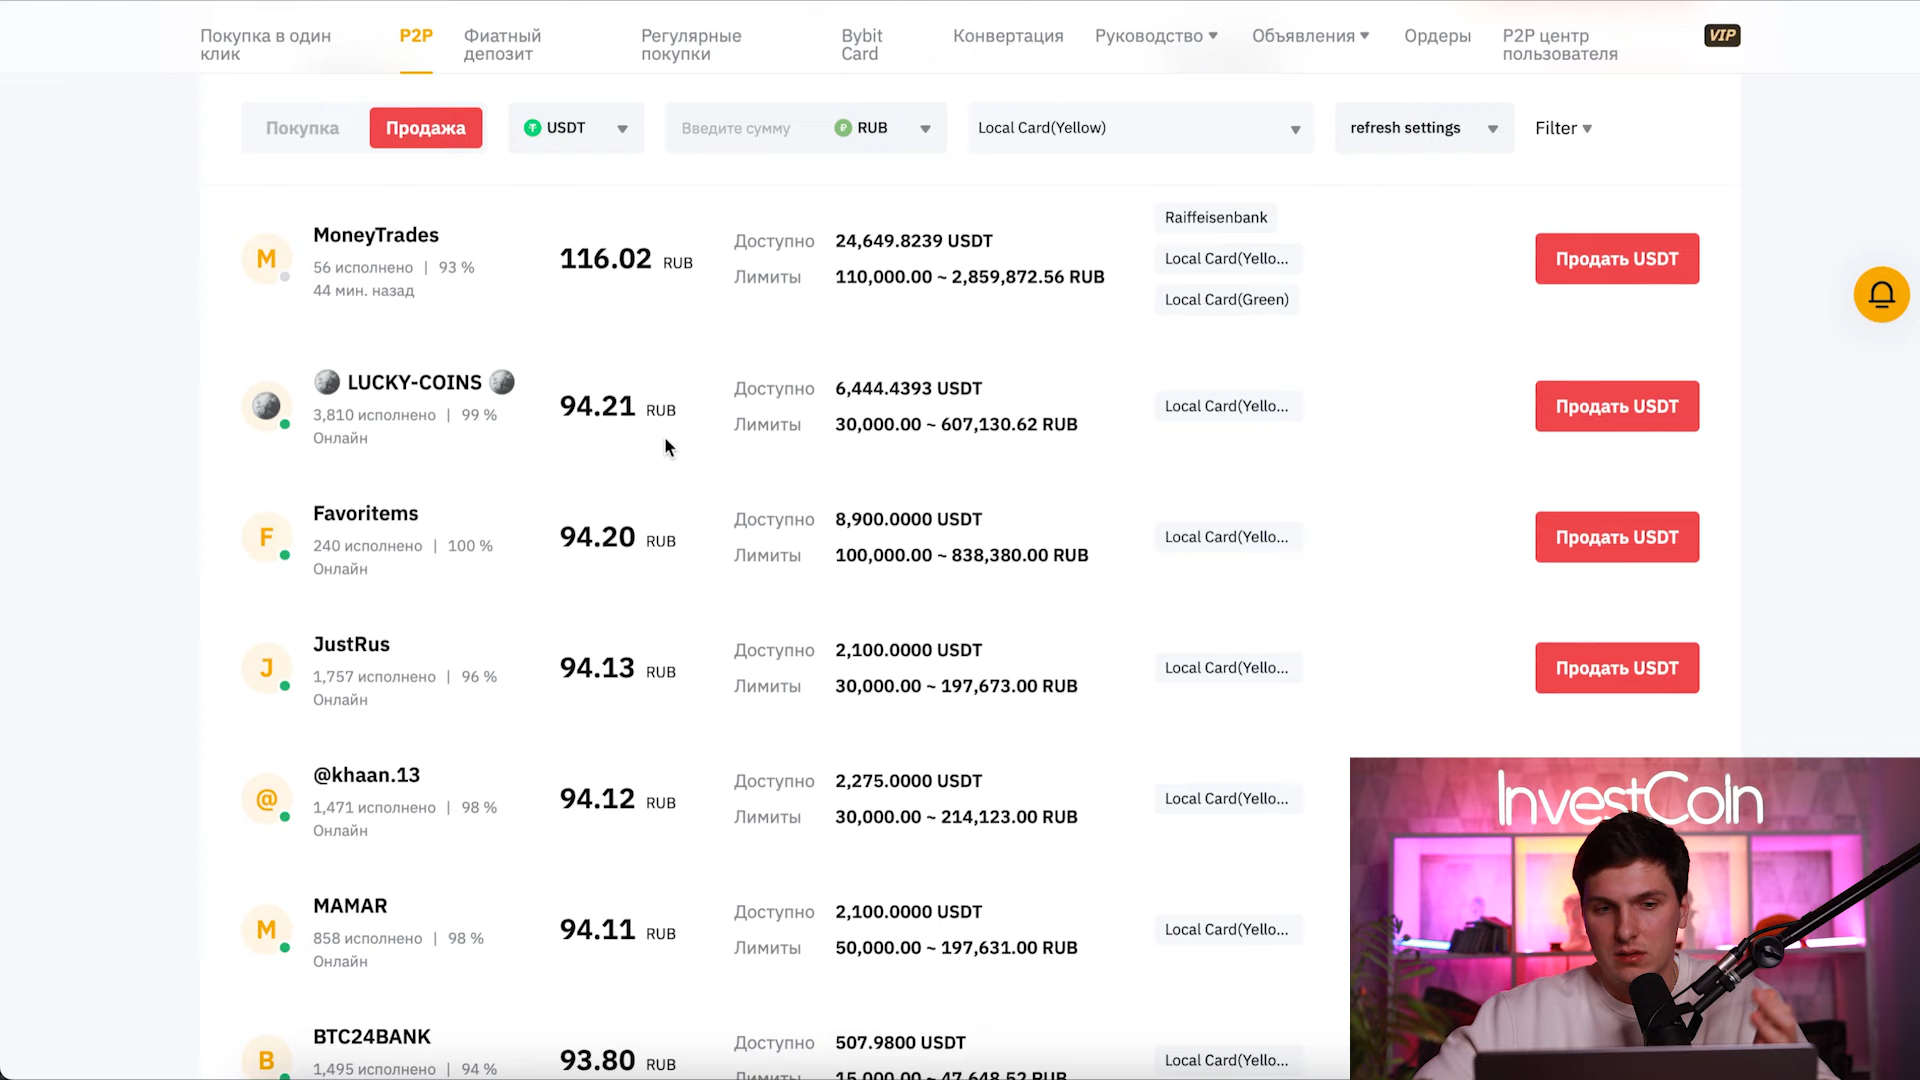 Покупка в один клик
P2P
Фиатный депозит
Регулярные покупки
Bybit Card
Конвертация
Руководство
Объявления
Ордеры
P2P центр пользователя
VIP
Покупка
Продажа
USDT
Введите сумму
RUB
Local Card(Yellow)
refresh settings
Filter
MoneyTrades
56 исполнено | 93 %
44 мин. назад
116.02 RUB
Доступно 24,649.8239 USDT
Лимиты 110,000.00 ~ 2,859,872.56 RUB
Raiffeisenbank
Local Card(Yello...
Local Card(Green)
Продать USDT
LUCKY-COINS
3,810 исполнено | 99 %
Онлайн
94.21 RUB
Доступно 6,444.4393 USDT
Лимиты 30,000.00 ~ 607,130.62 RUB
Local Card(Yello...
Продать USDT
F
Favoritems
240 исполнено | 100 %
Онлайн
94.20 RUB
Доступно 8,900.0000 USDT
Лимиты 100,000.00 ~ 838,380.00 RUB
Local Card(Yello...
Продать USDT
J
JustRus
1,757 исполнено | 96 %
Онлайн
94.13 RUB
Доступно 2,100.0000 USDT
Лимиты 30,000.00 ~ 197,673.00 RUB
Local Card(Yello...
Продать USDT
@
@khaan.13
1,471 исполнено | 98 %
Онлайн
94.12 RUB
Доступно 2,275.0000 USDT
Лимиты 30,000.00 ~ 214,123.00 RUB
Local Card(Yello...
M
MAMAR
858 исполнено | 98 %
Онлайн
94.11 RUB
Доступно 2,100.0000 USDT
Лимиты 50,000.00 ~ 197,631.00 RUB
Local Card(Yello...
B
BTC24BANK
1,495 исполнено | 94 %
93.80 RUB
Доступно 507.9800 USDT
Лимиты 15,000.00 ~ 47,648.52 RUB
Local Card(Yello...
InvestCoin